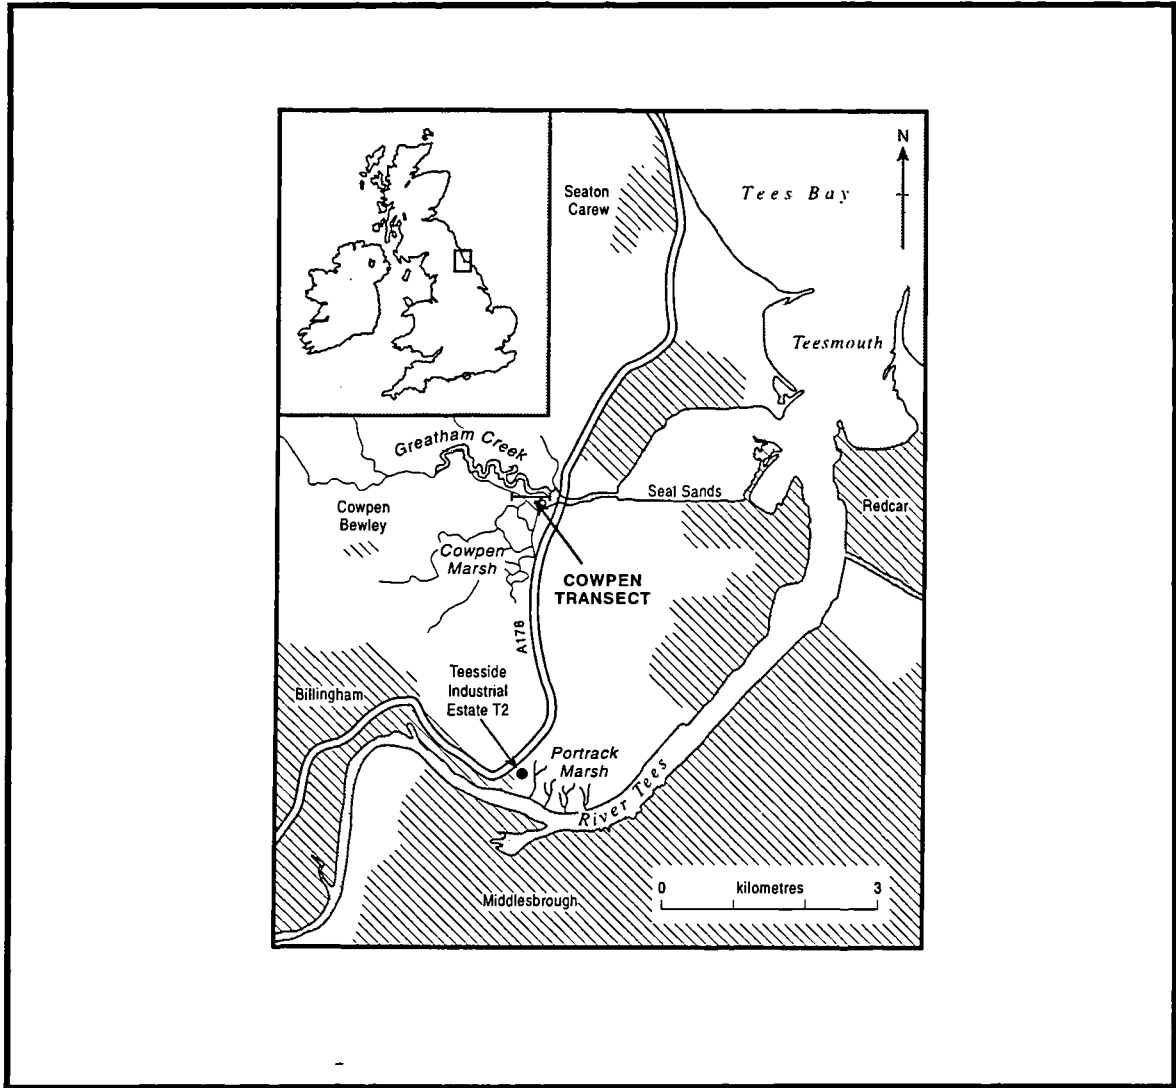 N
Tees Bay
Seaton
Carew
Teesmouth
Greatham Creek
Seal Sands
Redcar
Cowpen
Bewley
Cowpen
Marsh
COWPEN
TRANSECT
A178
Teesside
Industrial
Estate T2
Billingham
Portrack
Marsh
River Tees
0 kilometres 3
Middlesbrough